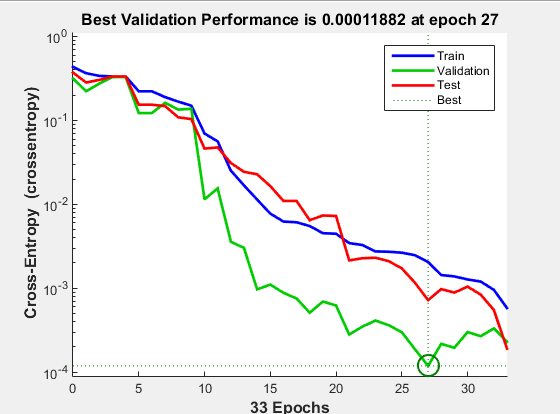 Best Validation Performance is 0.00011882 at epoch 27
Cross-Entropy (crossentropy)
10^0
10^-1
10^-2
10^-3
10^-4
Train
Validation
Test
Best
0 5 10 15 20 25 30
33 Epochs